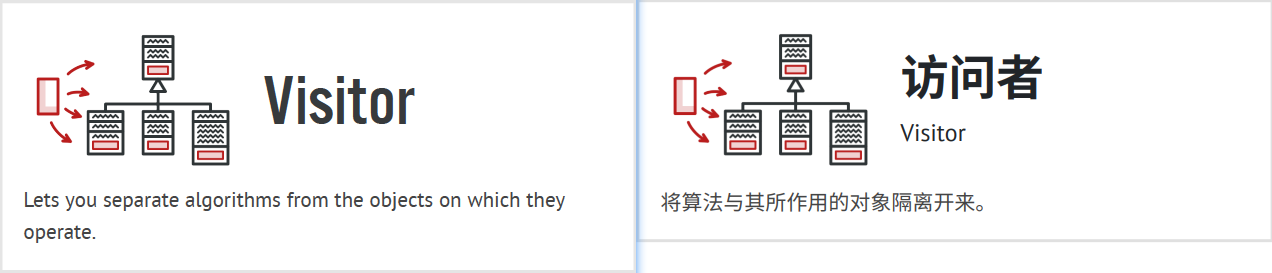 Visitor
Lets you separate algorithms from the objects on which they
operate.
访问者
Visitor
将算法与其所作用的对象隔离开来。